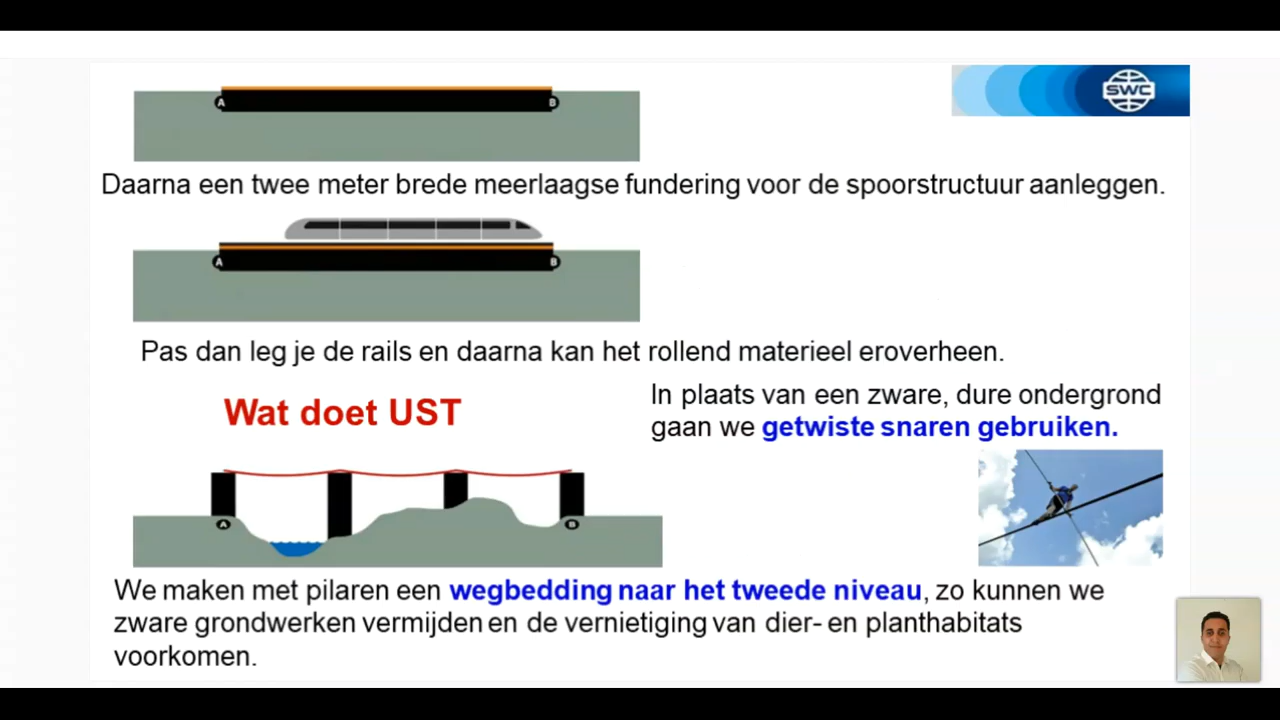 A B
SWC
Daarna een twee meter brede meerlaagse fundering voor de spoorstructuur aanleggen.
A B
Pas dan leg je de rails en daarna kan het rollend materieel eroverheen.
Wat doet UST
In plaats van een zware, dure ondergrond
gaan we getwiste snaren gebruiken.
A B
We maken met pilaren een wegbedding naar het tweede niveau, zo kunnen we
zware grondwerken vermijden en de vernietiging van dier- en planthabitats
voorkomen.